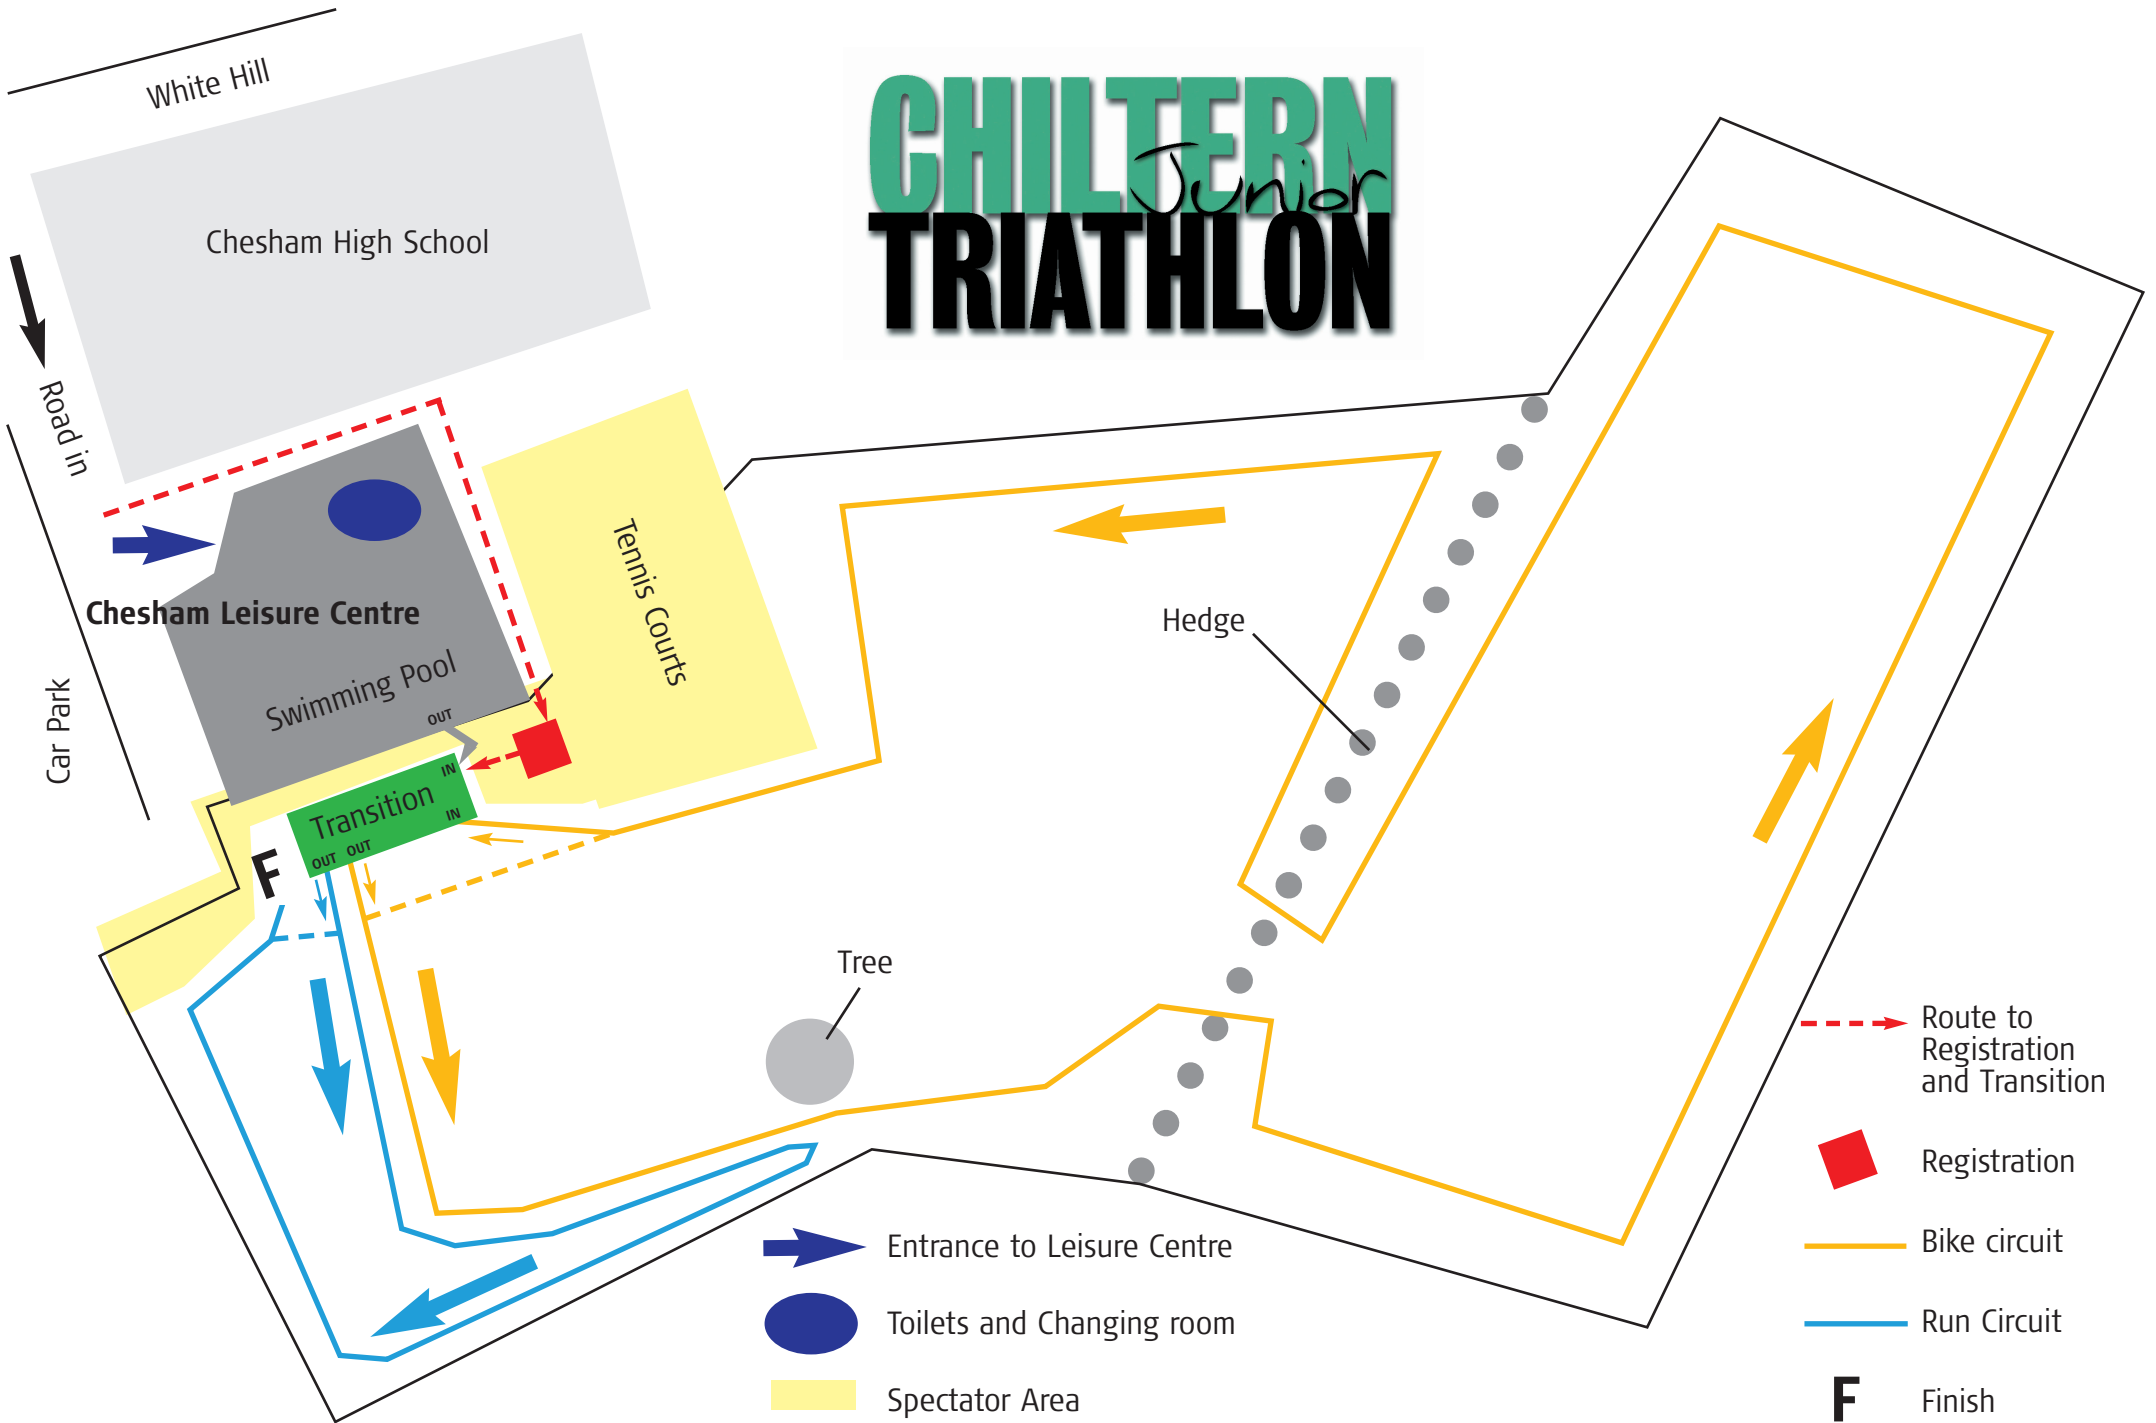 White Hill
CHILTERN
Junior
TRIATHLON
Chesham High School
Road in
Tennis Courts
Chesham Leisure Centre
Hedge
Swimming Pool
OUT
Car Park
IN
Transition
IN
OUT
OUT
F
Tree
Route to
Registration
and Transition
Registration
Entrance to Leisure Centre
Bike circuit
Toilets and Changing room
Run Circuit
Spectator Area
F
Finish